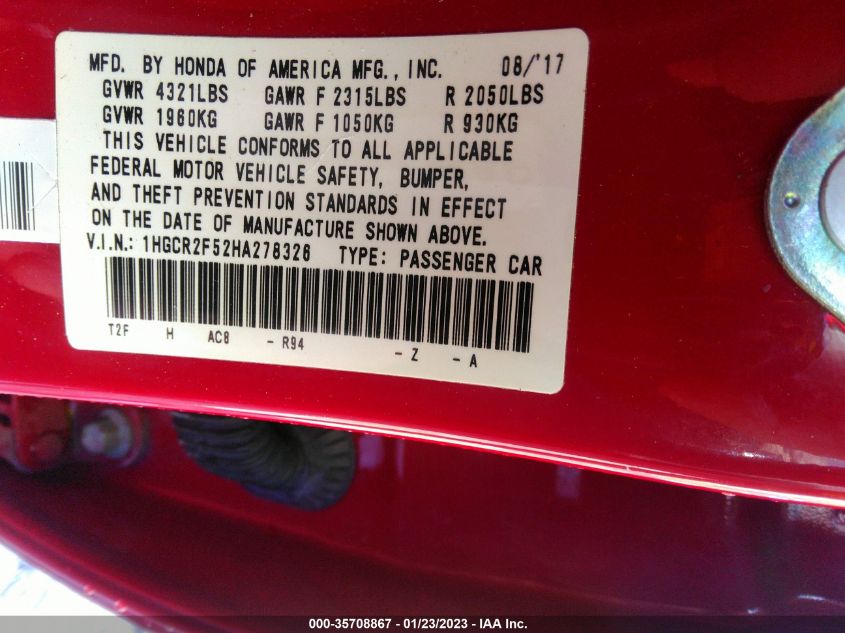 MFD. BY HONDA OF AMERICA MFG., INC. 08/'17
GVWR 4321LBS GAWR F 2315LBS R 2050LBS
GVWR 1960KG GAWR F 1050KG R 930KG
THIS VEHICLE CONFORMS TO ALL APPLICABLE
FEDERAL MOTOR VEHICLE SAFETY, BUMPER,
AND THEFT PREVENTION STANDARDS IN EFFECT
ON THE DATE OF MANUFACTURE SHOWN ABOVE.
V.I.N.: 1HGCR2F52HA278326 TYPE: PASSENGER CAR
T2F H AC8 - R94 - Z - A
000-35708867 - 01/23/2023 - IAA Inc.